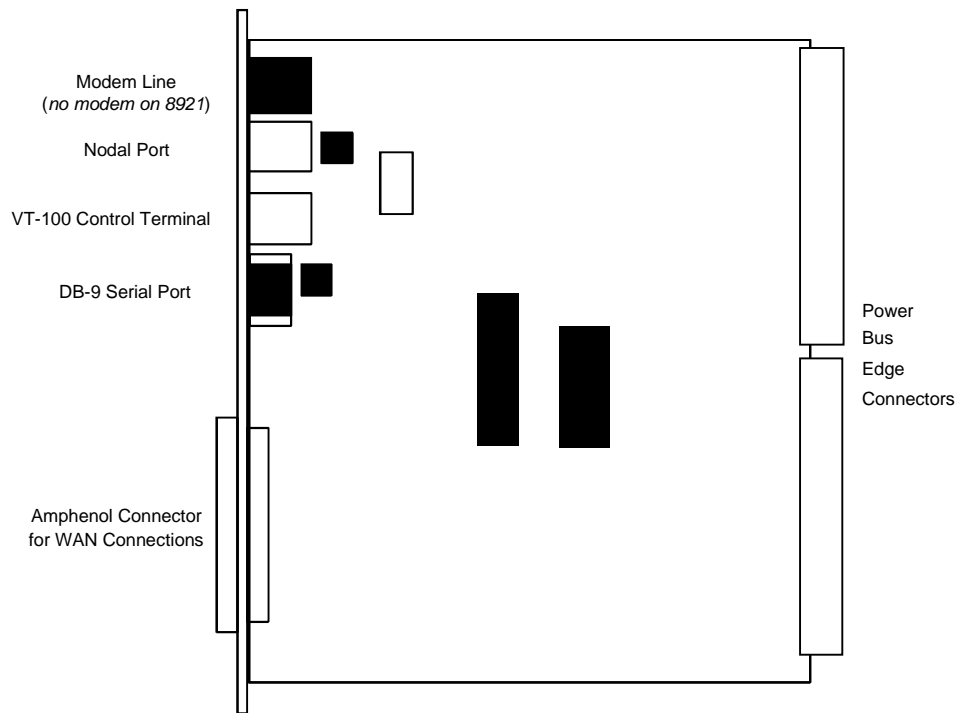 Modem Line
(no modem on 8921)
Nodal Port
VT-100 Control Terminal
DB-9 Serial Port
Power
Bus
Edge
Connectors
Amphenol Connector
for WAN Connections